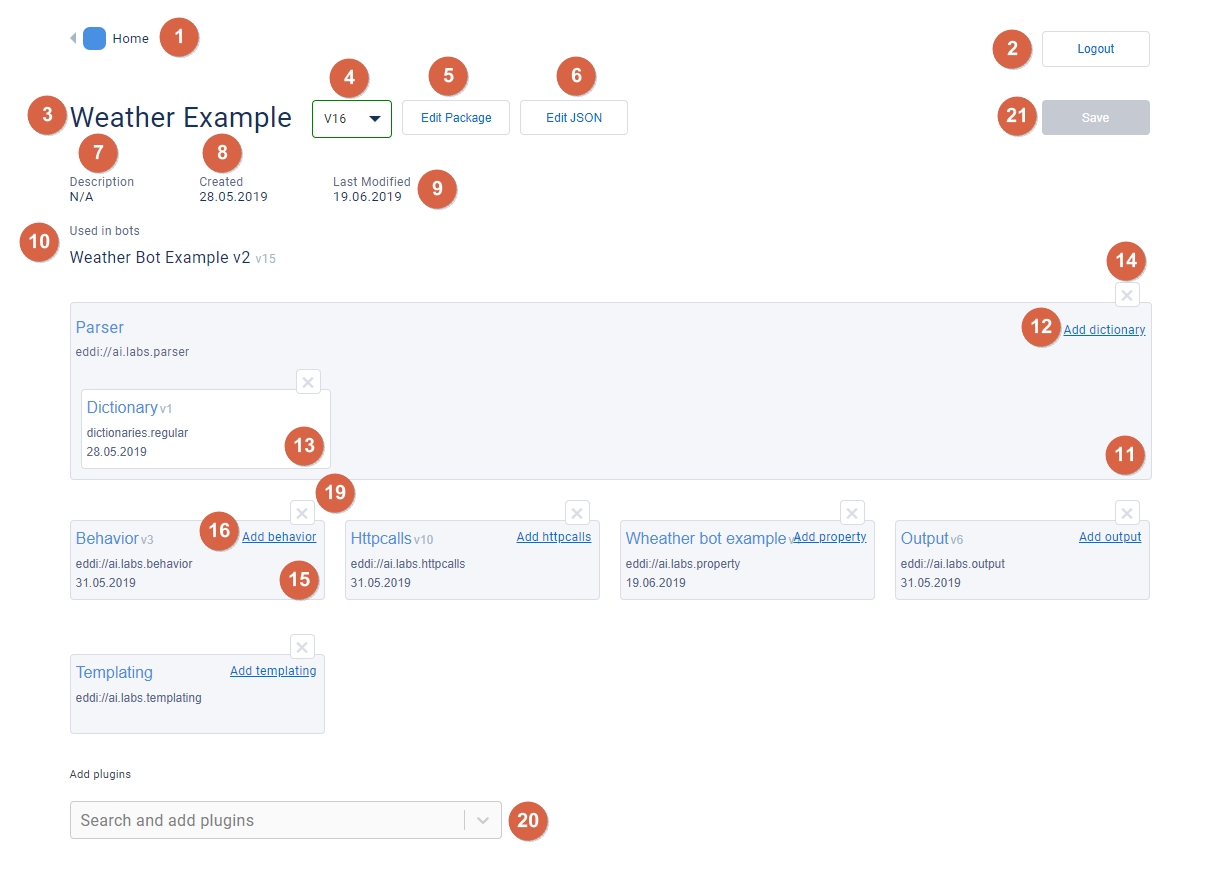 Home 1
2 Logout
4 5 6
3 Weather Example V16 Edit Package Edit JSON 21 Save
7 8
Description Created Last Modified 9
N/A 28.05.2019 19.06.2019
Used in bots
10
Weather Bot Example v2 v15
14
Parser 12 Add dictionary
eddi://ai.labs.parser
Dictionary v1
dictionaries.regular
28.05.2019 13
11
19
Behavior v3 16 Add behavior
eddi://ai.labs.behavior
31.05.2019 15
Httpcalls v10 Add httpcalls
eddi://ai.labs.httpcalls
31.05.2019
Wheather bot example v Add property
eddi://ai.labs.property
19.06.2019
Output v6 Add output
eddi://ai.labs.output
31.05.2019
Templating Add templating
eddi://ai.labs.templating
Add plugins
Search and add plugins 20